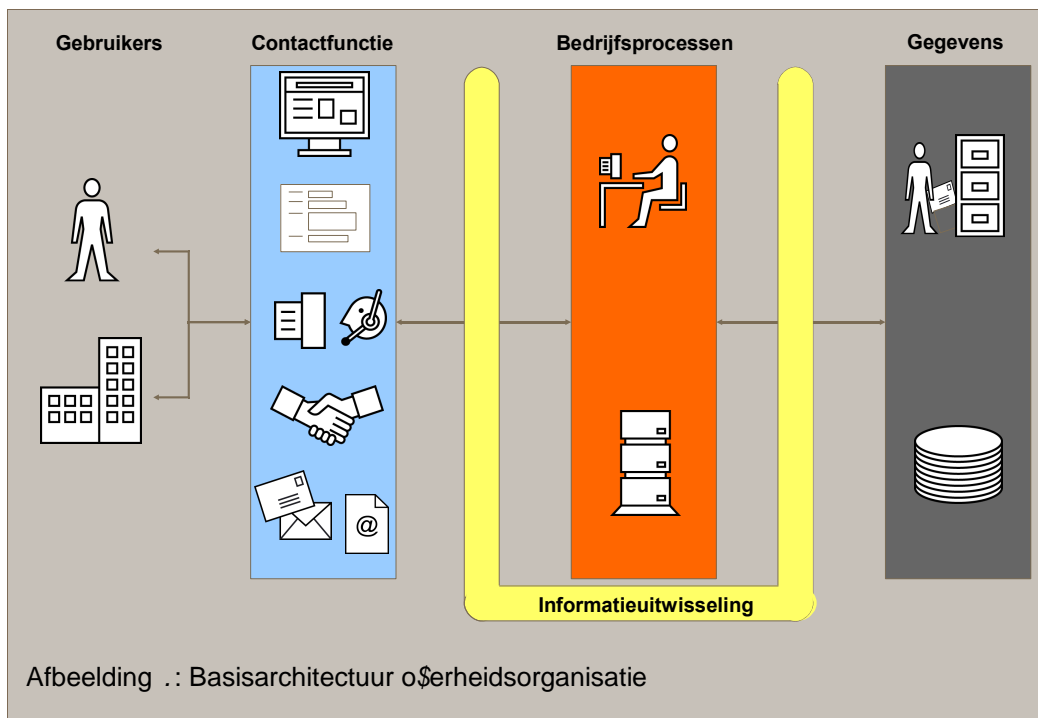 Gebruikers
Contactfunctie
Bedrijfsprocessen
Gegevens
@
Informatieuitwisseling
Afbeelding .: Basisarchitectuur o$erheidsorganisatie